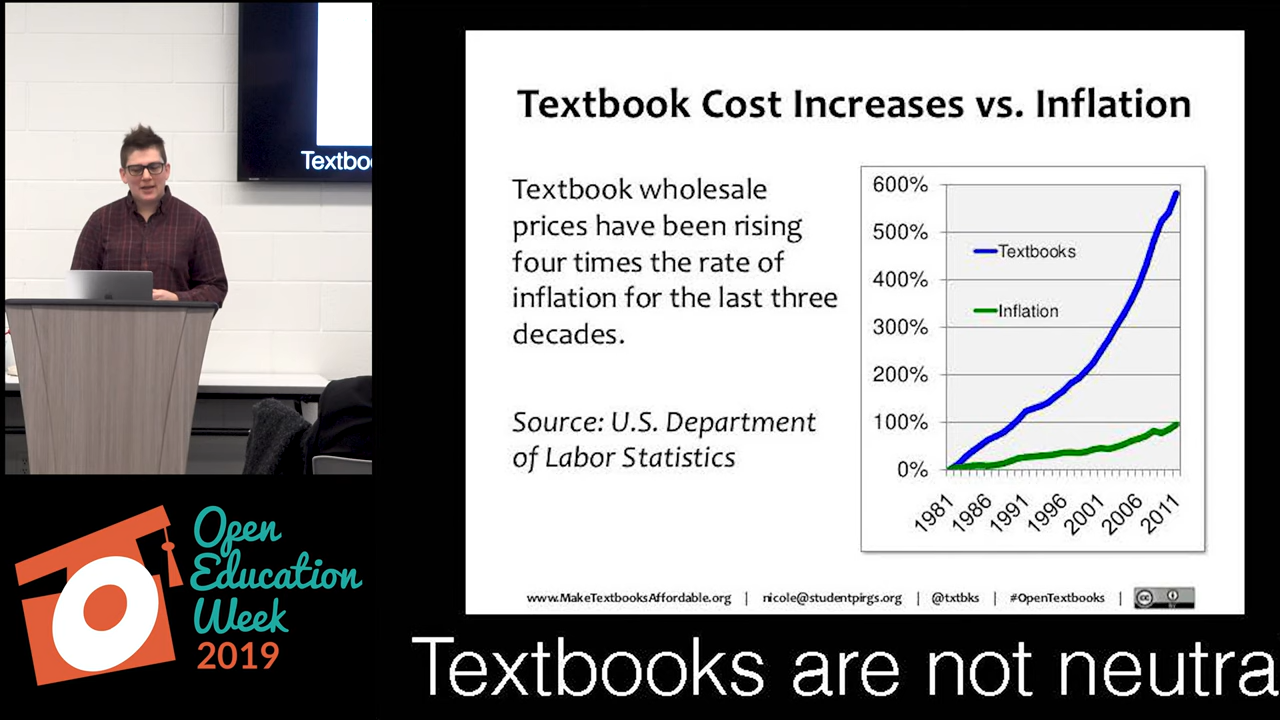 Textbo
Textbook Cost Increases vs. Inflation
Textbook wholesale
prices have been rising
four times the rate of
inflation for the last three
decades.
Source: U.S. Department
of Labor Statistics
600%
500%
400%
300%
200%
100%
0%
Textbooks
Inflation
1981
1986
1991
1996
2001
2006
2011
www.MakeTextbooksAffordable.org | nicole@studentpirgs.org | @txtbks | #OpenTextbooks |
cc
Open
Education
Week
2019
Textbooks are not neutra